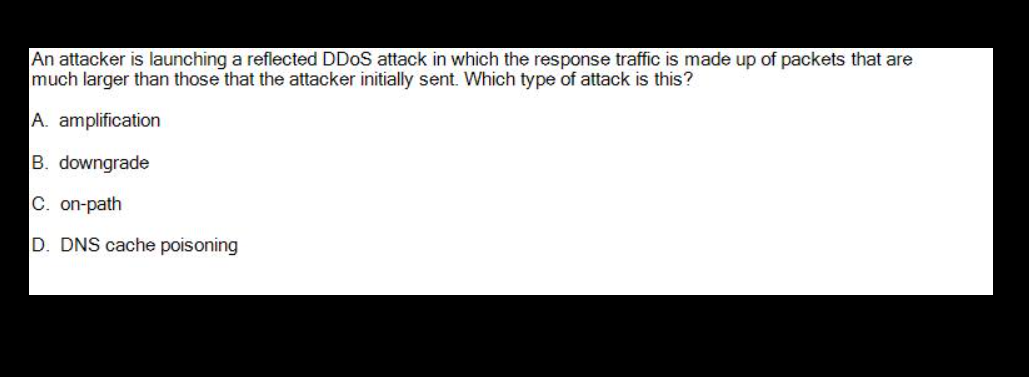 An attacker is launching a reflected DDoS attack in which the response traffic is made up of packets that are
much larger than those that the attacker initially sent. Which type of attack is this?
A. amplification
B. downgrade
C. on-path
D. DNS cache poisoning